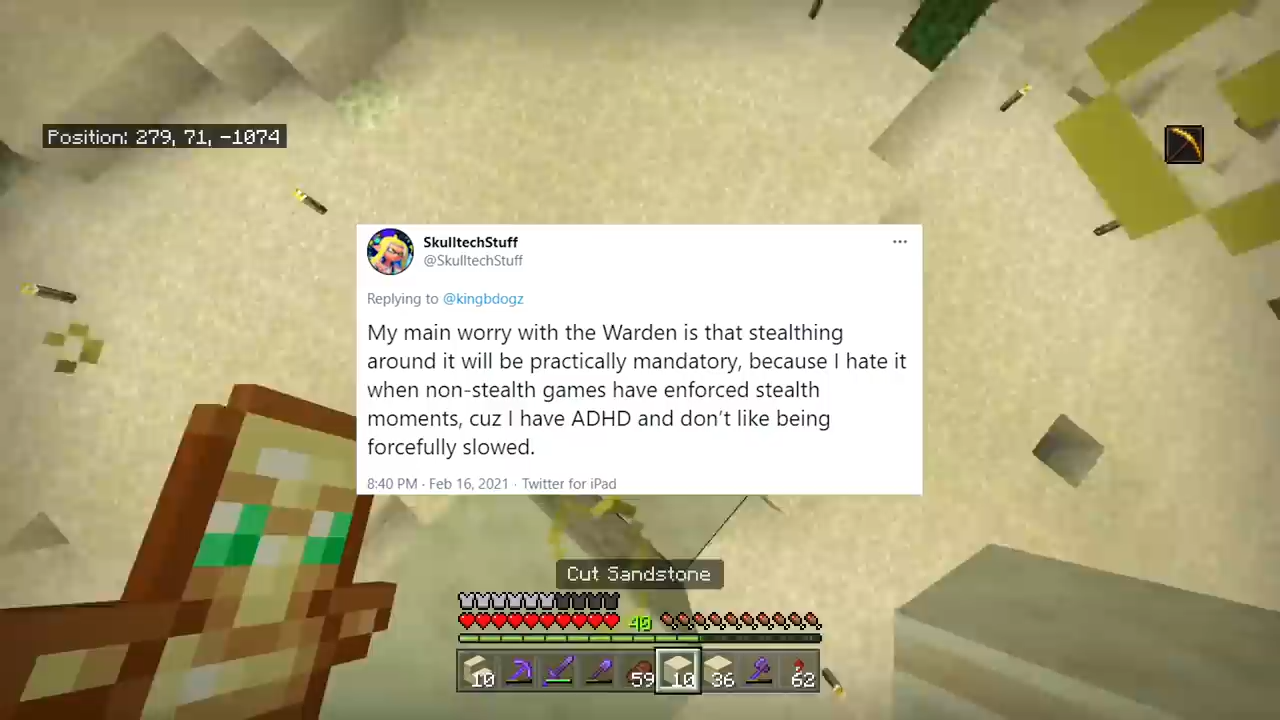 Position: 279, 71, -1074
SkulltechStuff
@SkulltechStuff
Replying to @kingbdogz
My main worry with the Warden is that stealthing
around it will be practically mandatory, because I hate it
when non-stealth games have enforced stealth
moments, cuz I have ADHD and don’t like being
forcefully slowed.
8:40 PM · Feb 16, 2021 · Twitter for iPad
Cut Sandstone
40
10 59 10 36 62